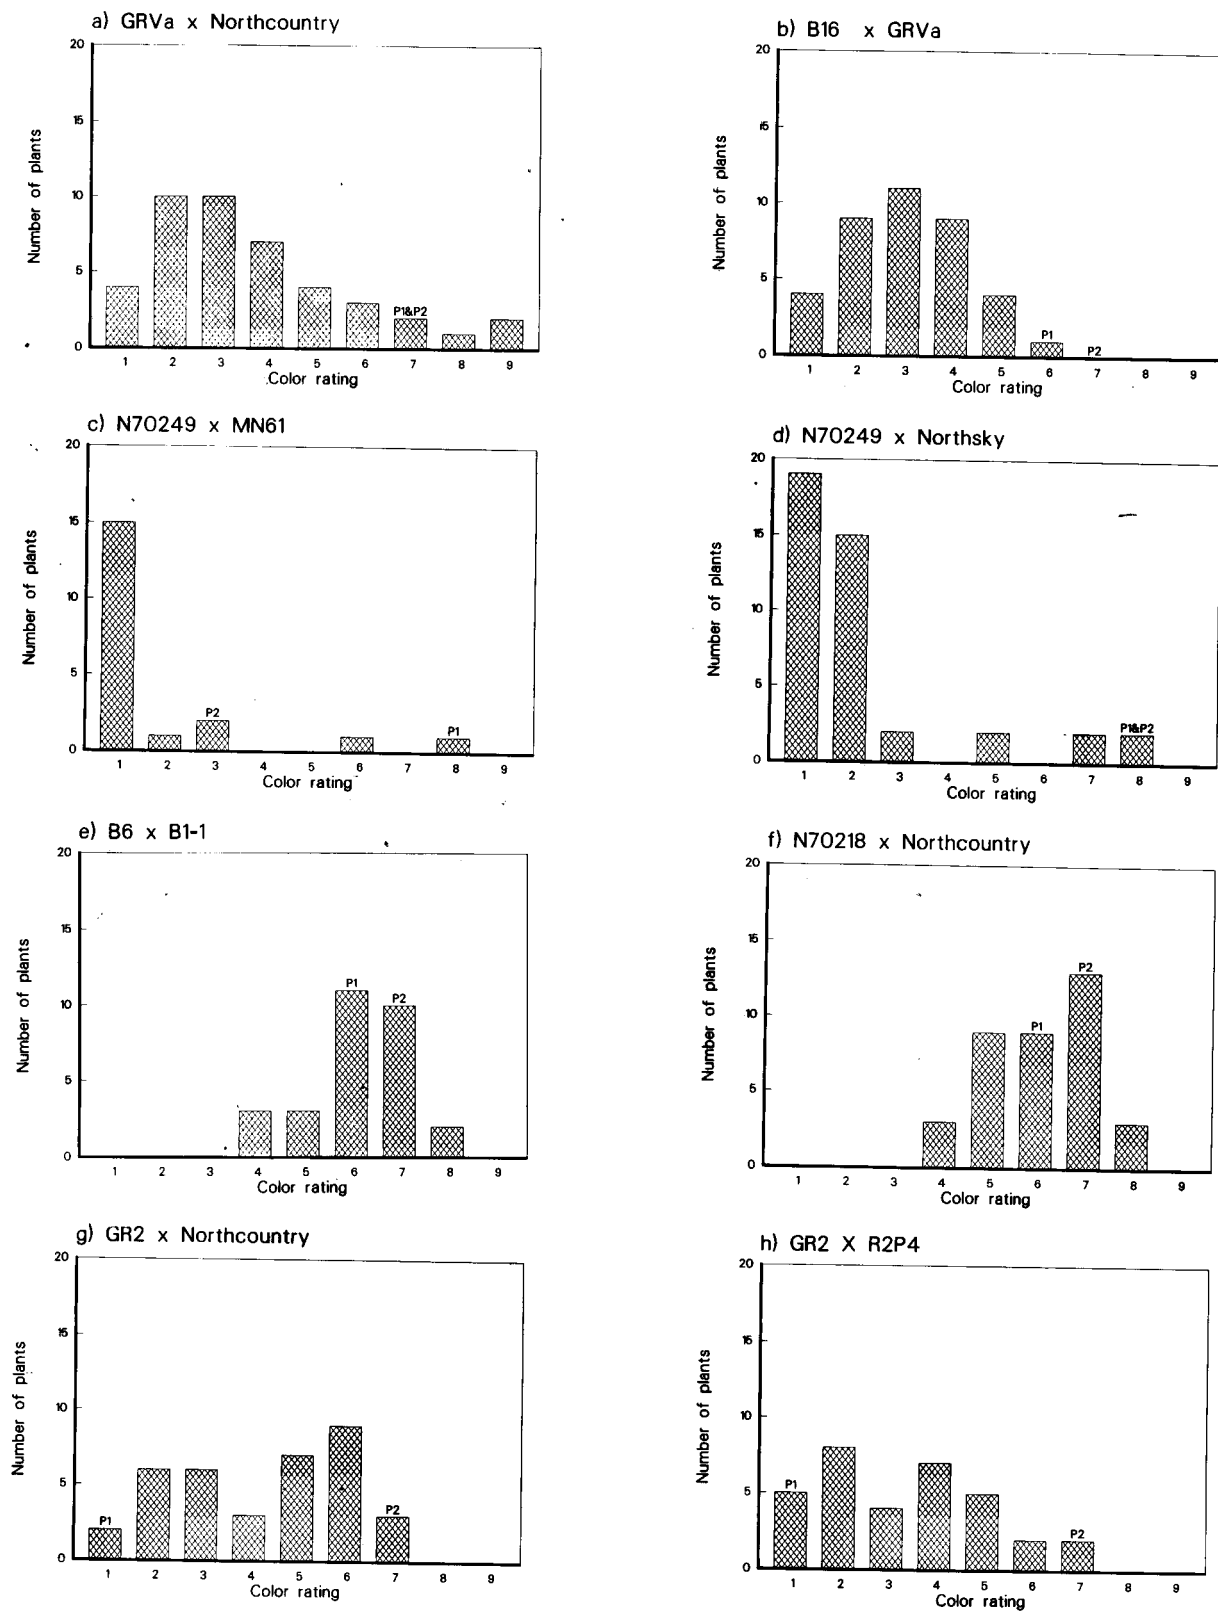 a) GRVa x Northcountry
20
15
10
5
0
Number of plants
P1&P2
1 2 3 4 5 6 7 8 9
Color rating
b) B16 x GRVa
20
15
10
5
0
Number of plants
P1
P2
1 2 3 4 5 6 7 8 9
Color rating
c) N70249 x MN61
20
15
10
5
0
Number of plants
P2
P1
1 2 3 4 5 6 7 8 9
Color rating
d) N70249 x Northsky
20
15
10
5
0
Number of plants
P1&P2
1 2 3 4 5 6 7 8 9
Color rating
e) B6 x B1-1
20
15
10
5
0
Number of plants
P1
P2
1 2 3 4 5 6 7 8 9
Color rating
f) N70218 x Northcountry
20
15
10
5
0
Number of plants
P2
P1
1 2 3 4 5 6 7 8 9
Color rating
g) GR2 x Northcountry
20
15
10
5
0
Number of plants
P1
P2
1 2 3 4 5 6 7 8 9
Color rating
h) GR2 X R2P4
20
15
10
5
0
Number of plants
P1
P2
1 2 3 4 5 6 7 8 9
Color rating